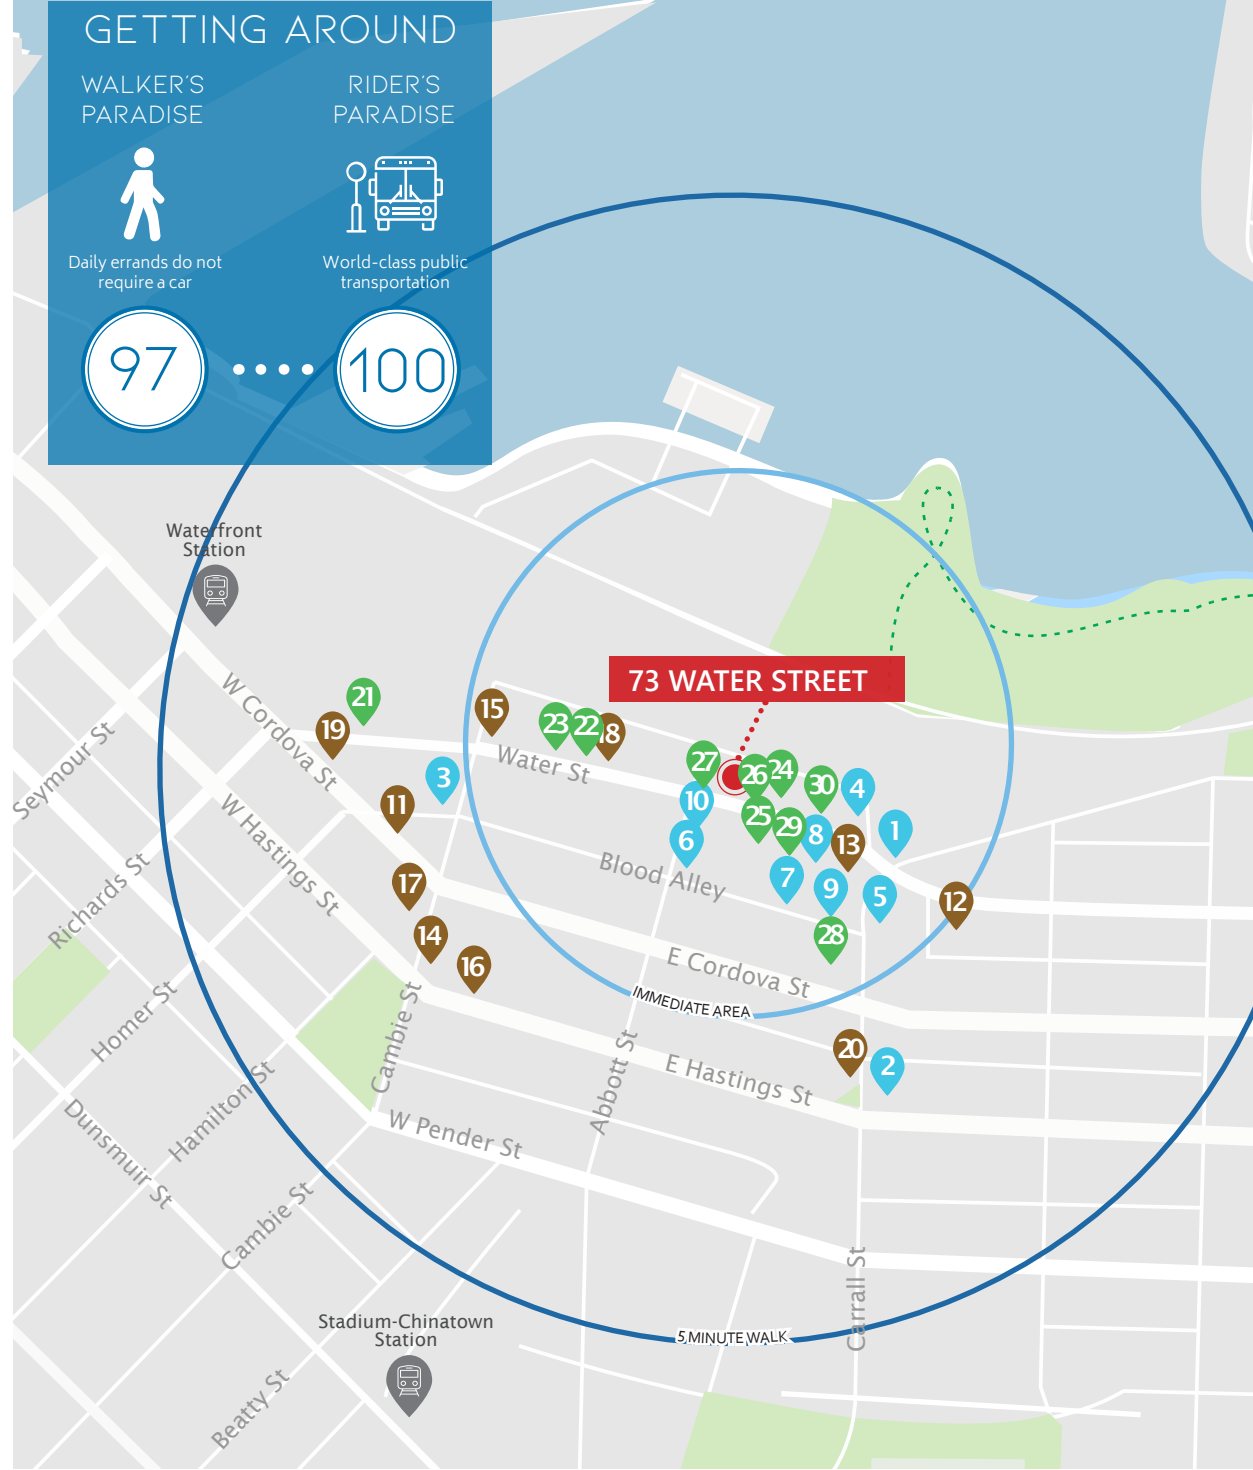 GETTING AROUND
WALKER'S
PARADISE
RIDER'S
PARADISE
Daily errands do not
require a car
World-class public
transportation
97
100
Waterfront
Station
73 WATER STREET
21
19
15
23
22
18
27
26
24
30
4
3
10
11
25
29
8
13
1
6
7
9
5
12
17
14
16
28
20
2
W Cordova St
Water St
Seymour St
W Hastings St
Blood Alley
Richards St
E Cordova St
IMMEDIATE AREA
Homer St
Cambie St
Abbott St
E Hastings St
Hamilton St
Dunsmuir St
W Pender St
Cambie St
Carrall St
5 MINUTE WALK
Stadium-Chinatown
Station
Beatty St